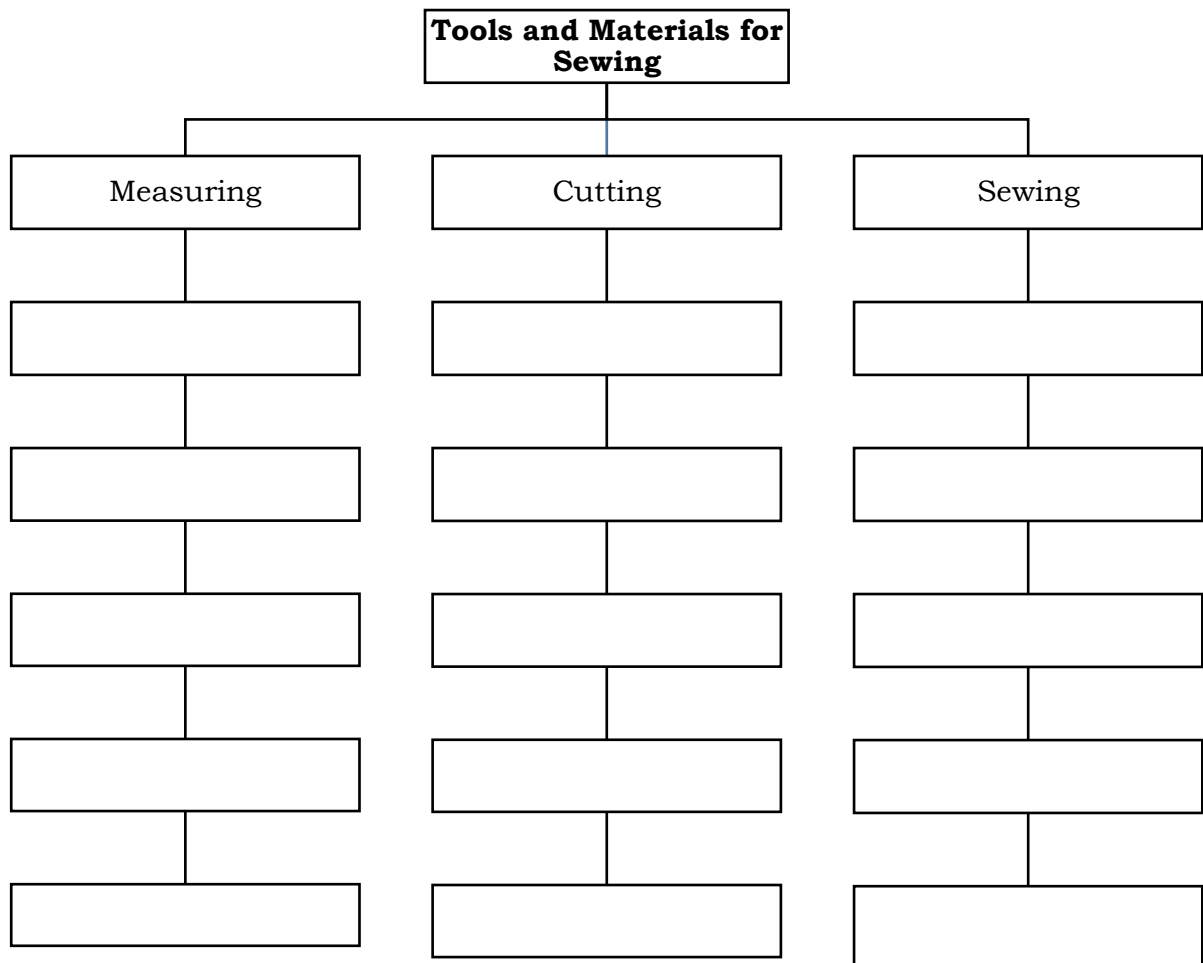 Tools and Materials for
Sewing
Measuring
Cutting
Sewing